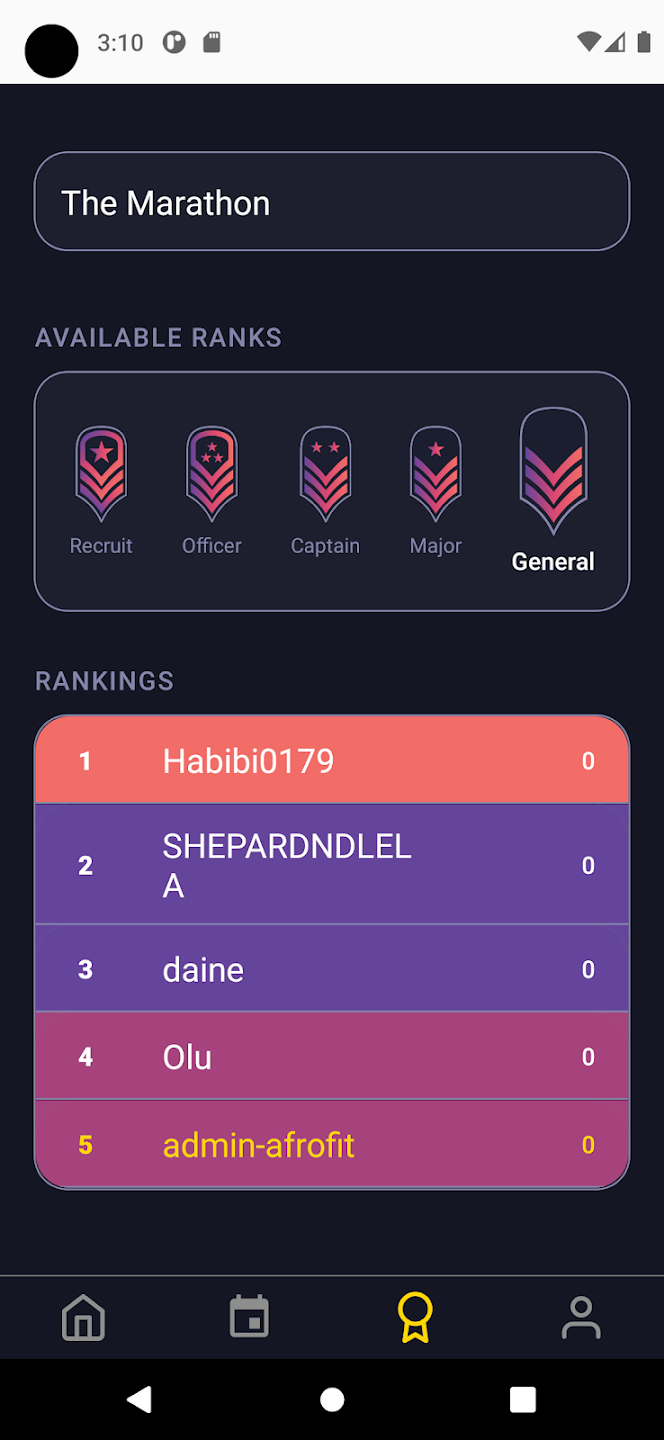 3:10
The Marathon
AVAILABLE RANKS
Recruit Officer Captain Major General
RANKINGS
1 Habibi0179 0
2 SHEPARDNDLEL
A 0
3 daine 0
4 Olu 0
5 admin-afrofit 0